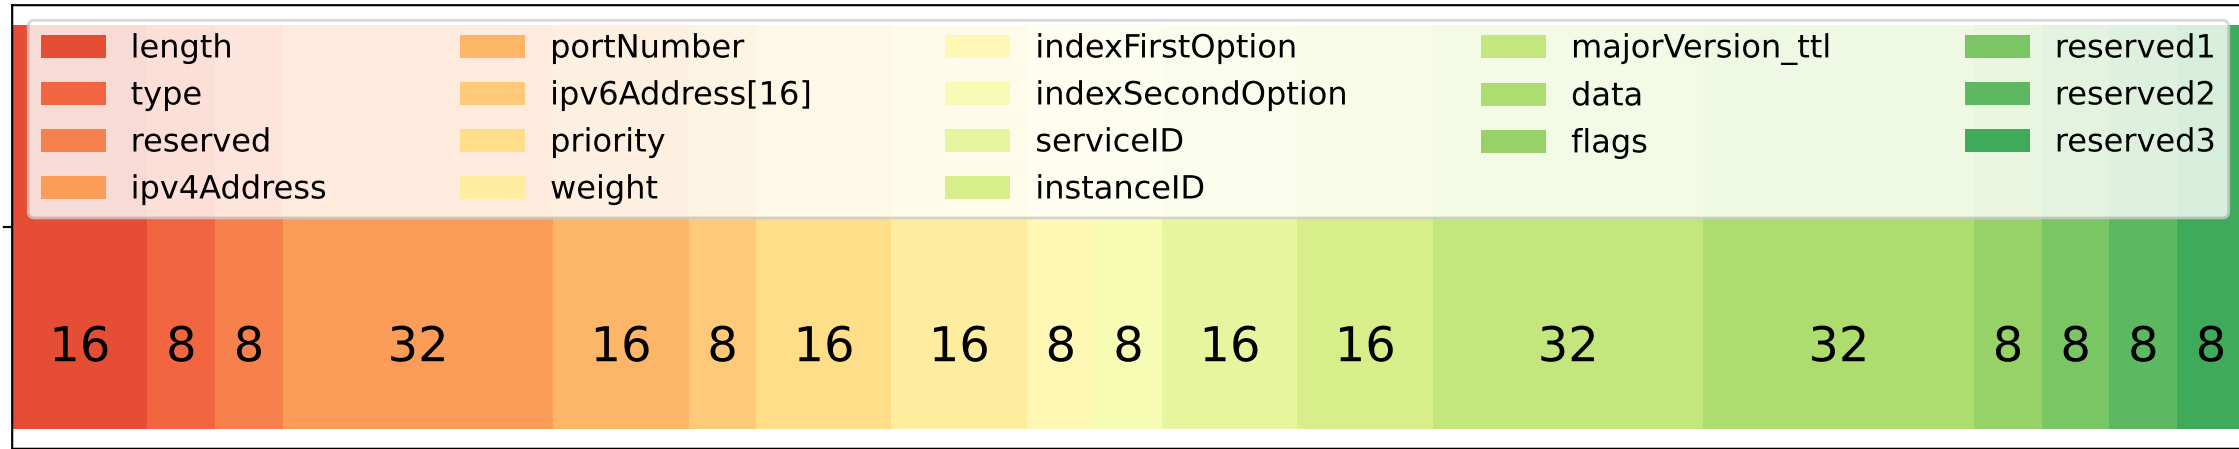 length
type
reserved
ipv4Address
portNumber
ipv6Address[16]
priority
weight
indexFirstOption
indexSecondOption
serviceID
instanceID
majorVersion_ttl
data
flags
reserved1
reserved2
reserved3
16 8 8 32 16 8 16 16 8 8 16 16 32 32 8 8 8 8